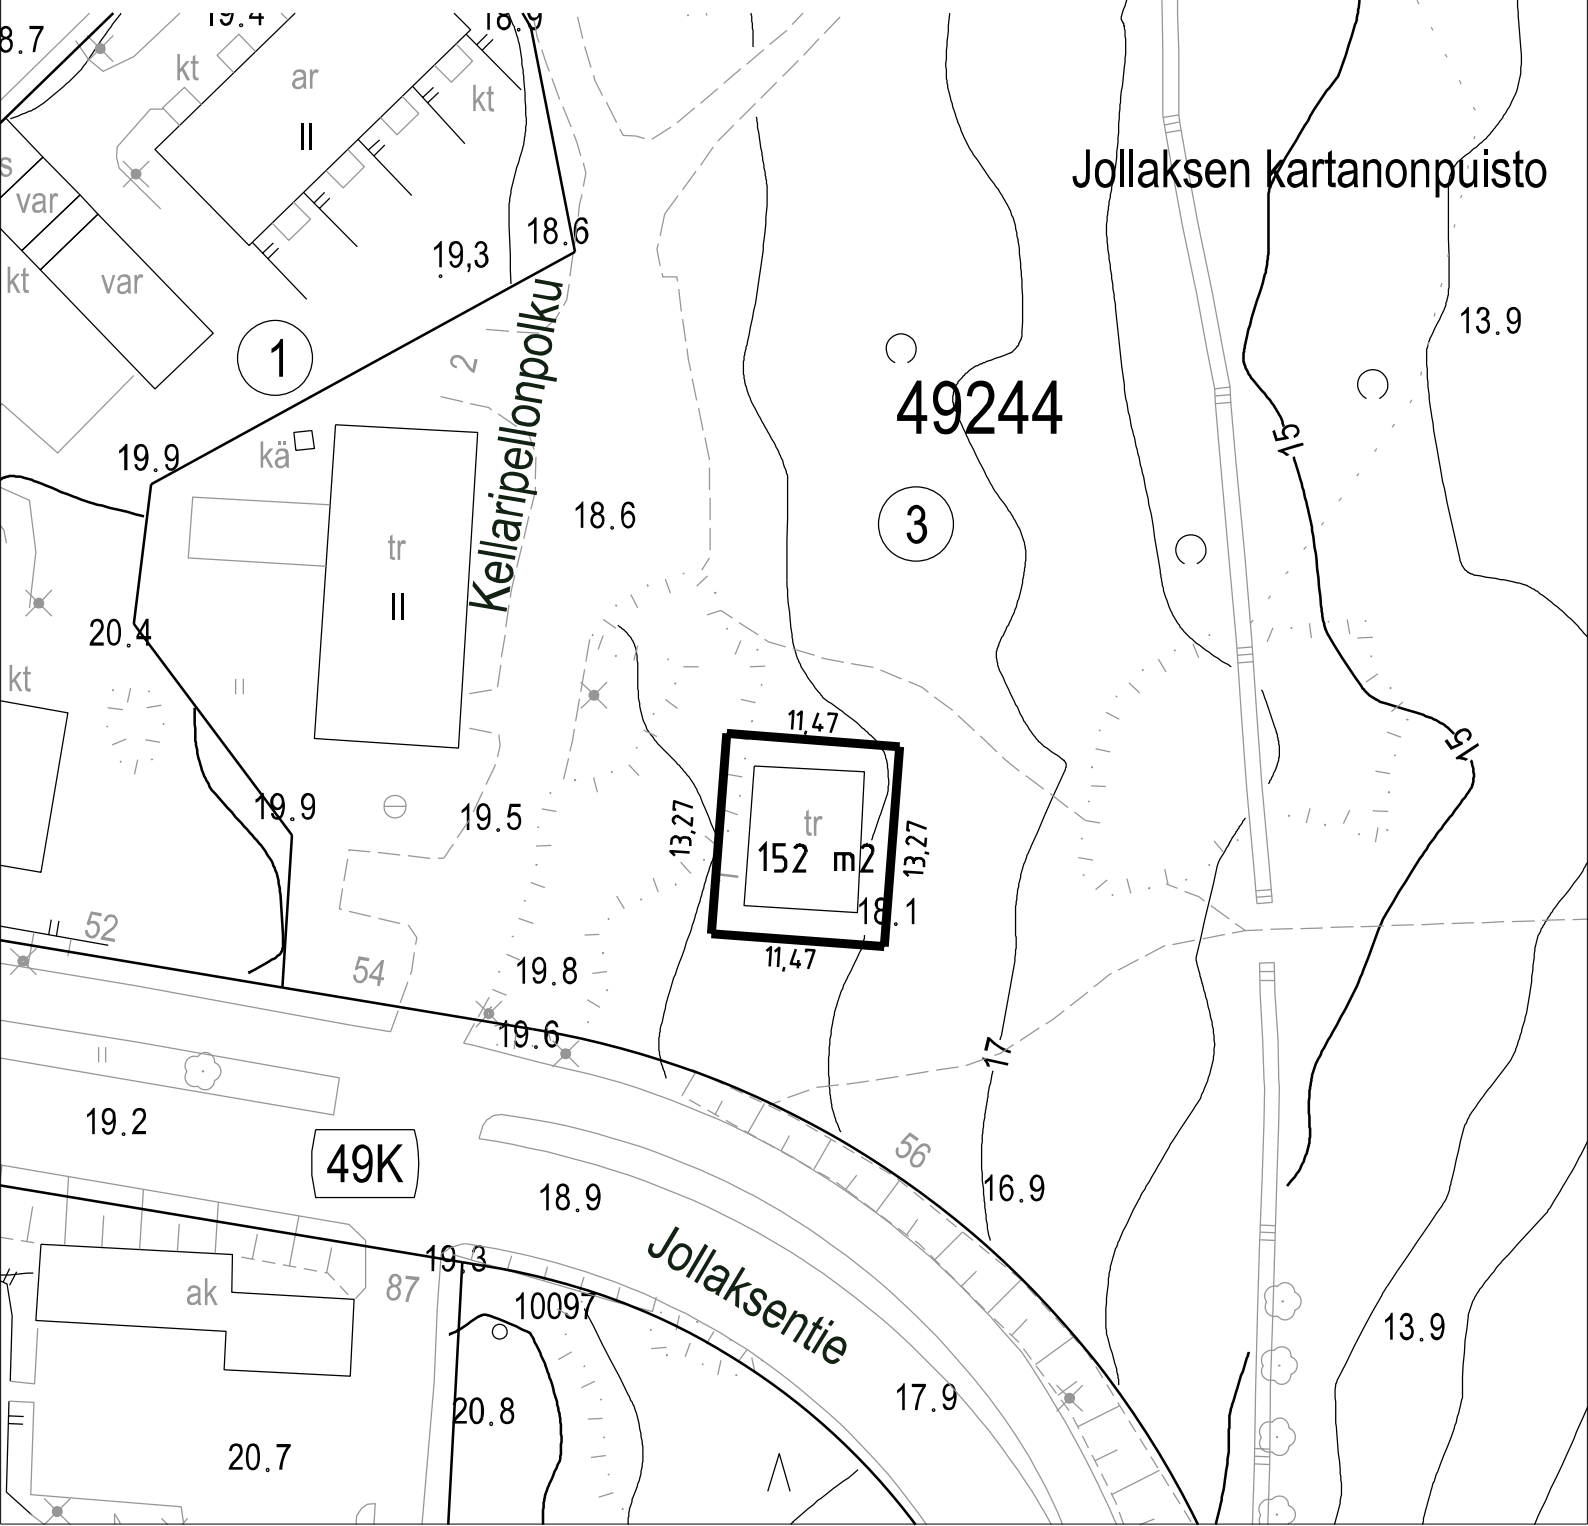 8.7
19.4
18.9
kt
ar
II
kt
Jollaksen kartanonpuisto
s
var
kt
var
19,3
18.6
13.9
1
2
Kellaripellonpolku
49244
15
19.9
kä
18.6
3
tr
II
20.4
kt
15
11,47
19.9
19.5
13,27
tr
152 m2
13,27
18.1
11,47
52
54
19.8
19.6
17
19.2
49K
56
16.9
18.9
Jollaksentie
19.3
ak
87
10097
13.9
17.9
20.8
20.7